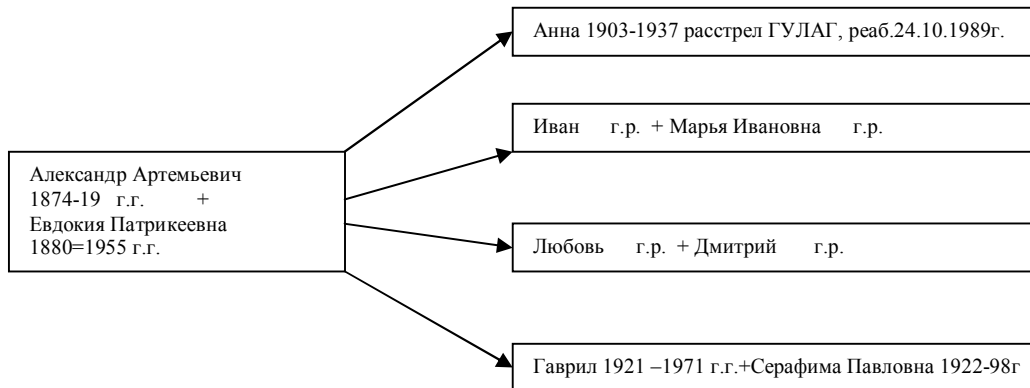 Анна 1903-1937 расстрел ГУЛАГ, реаб.24.10.1989г.
Иван г.р. + Марья Ивановна г.р.
Александр Артемьевич
1874-19 г.г. +
Евдокия Патрикеевна
1880=1955 г.г.
Любовь г.р. + Дмитрий г.р.
Гаврил 1921 –1971 г.г.+Серафима Павловна 1922-98г